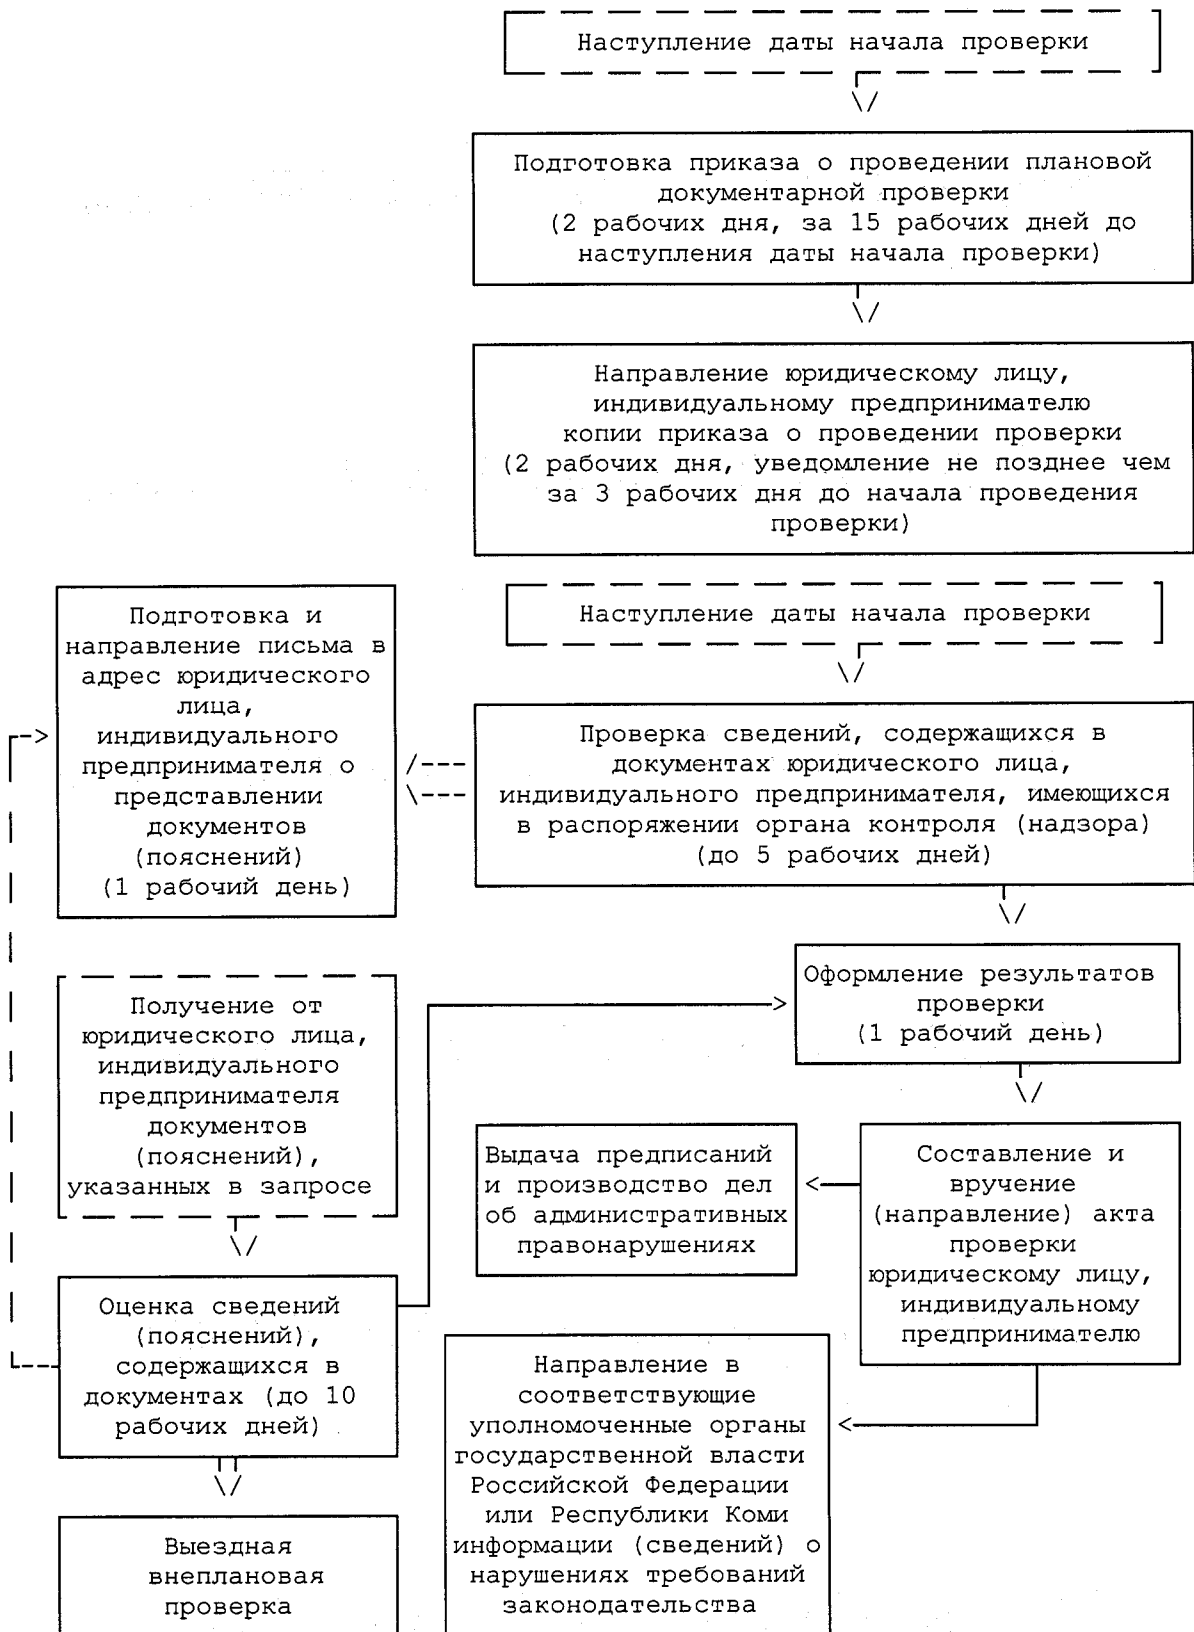 Наступление даты начала проверки
Подготовка приказа о проведении плановой
документарной проверки
(2 рабочих дня, за 15 рабочих дней до
наступления даты начала проверки)
Направление юридическому лицу,
индивидуальному предпринимателю
копии приказа о проведении проверки
(2 рабочих дня, уведомление не позднее чем
за 3 рабочих дня до начала проведения
проверки)
Наступление даты начала проверки
Подготовка и
направление письма в
адрес юридического
лица,
индивидуального
предпринимателя о
представлении
документов
(пояснений)
(1 рабочий день)
Проверка сведений, содержащихся в
документах юридического лица,
индивидуального предпринимателя, имеющихся
в распоряжении органа контроля (надзора)
(до 5 рабочих дней)
Оформление результатов
проверки
(1 рабочий день)
Получение от
юридического лица,
индивидуального
предпринимателя
документов
(пояснений),
указанных в запросе
Выдача предписаний
и производство дел
об административных
правонарушениях
Составление и
вручение
(направление) акта
проверки
юридическому лицу,
индивидуальному
предпринимателю
Оценка сведений
(пояснений),
содержащихся в
документах (до 10
рабочих дней)
Направление в
соответствующие
уполномоченные органы
государственной власти
Российской Федерации
или Республики Коми
информации (сведений) о
нарушениях требований
законодательства
Выездная
внеплановая
проверка